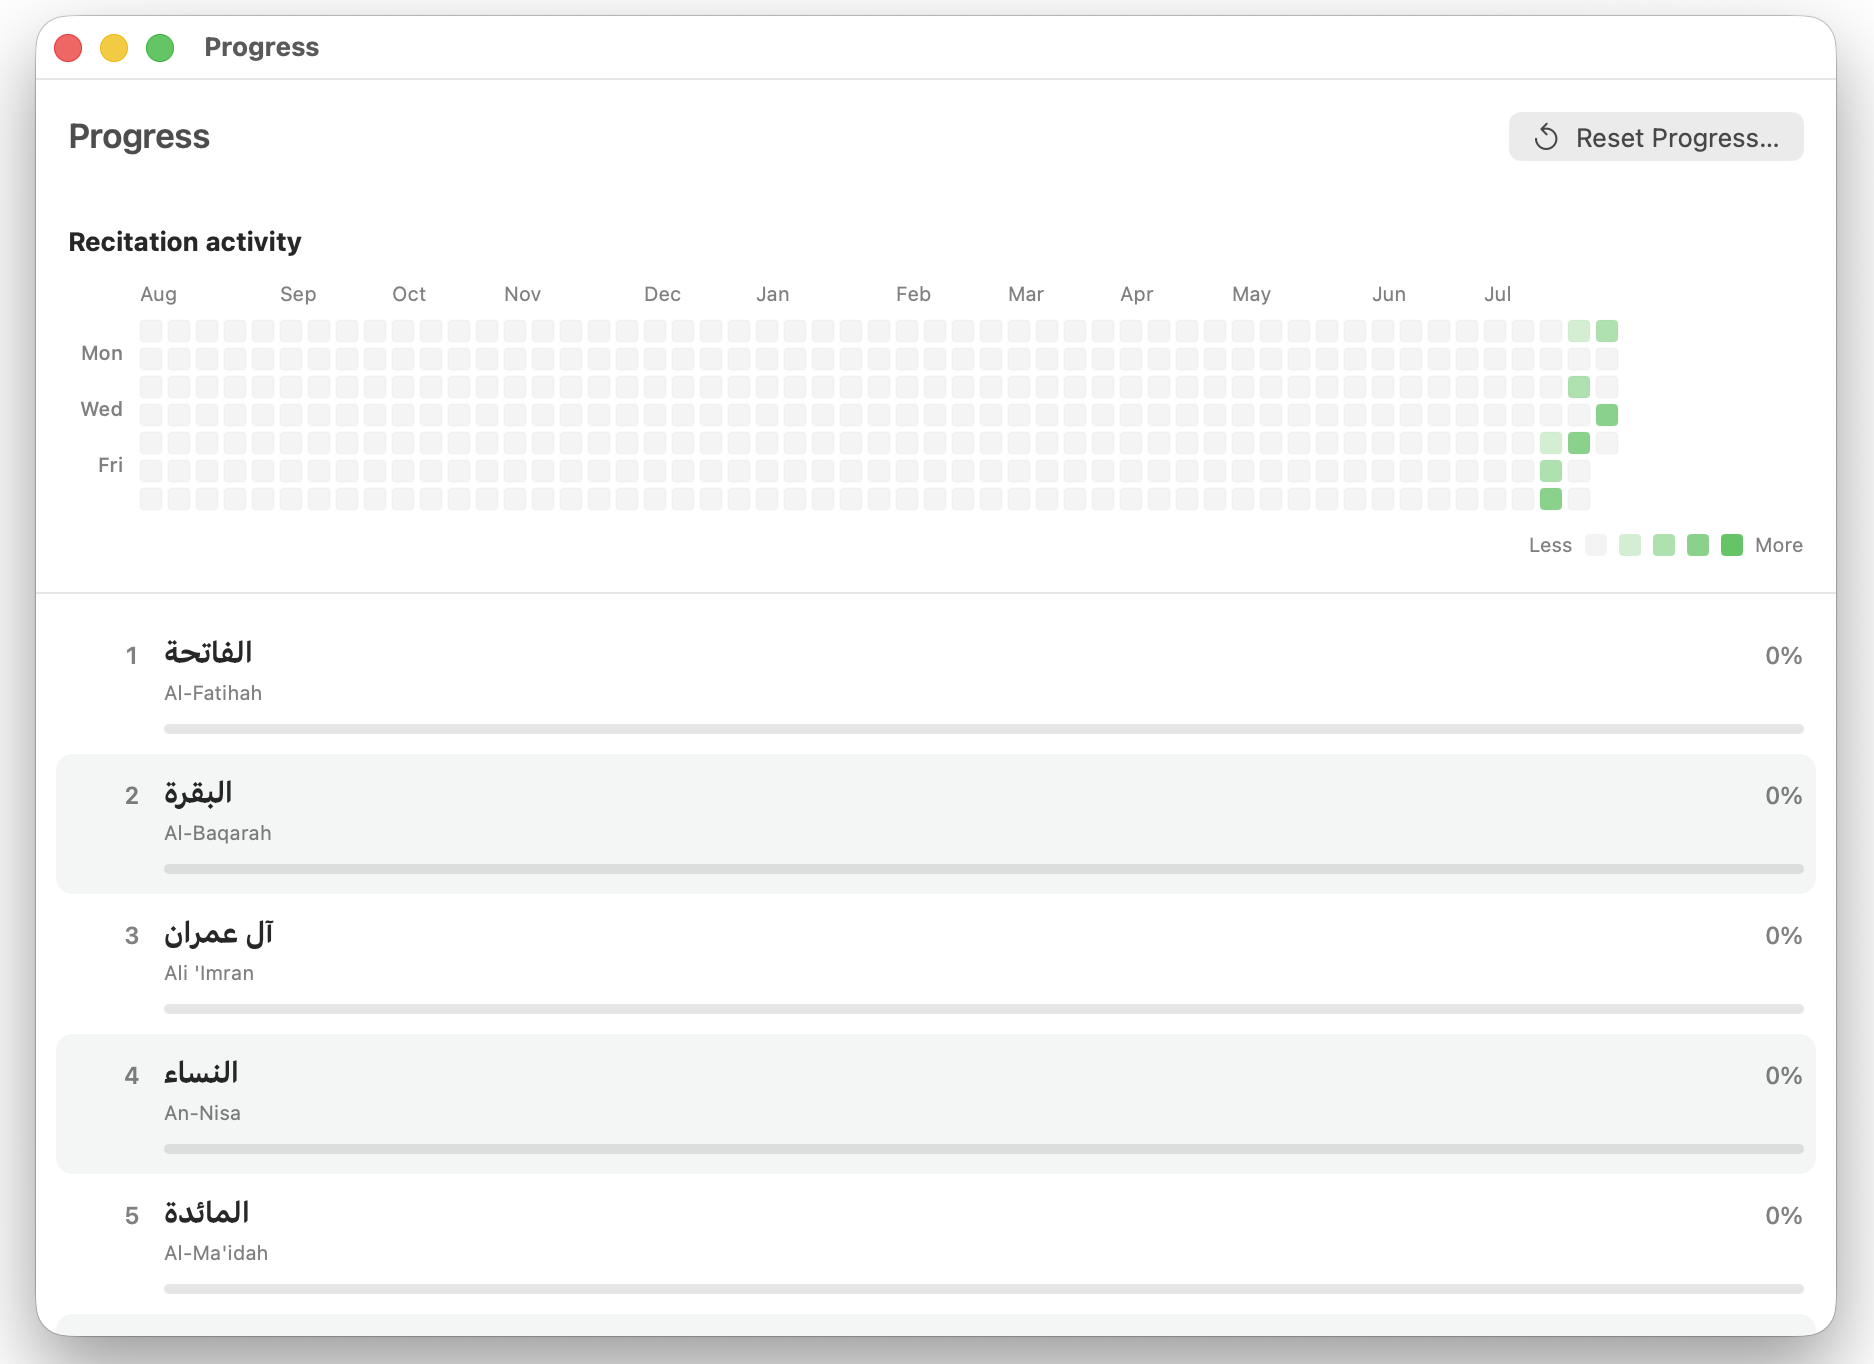 Progress
Progress
Reset Progress...
Recitation activity
Aug Sep Oct Nov Dec Jan Feb Mar Apr May Jun Jul
Mon
Wed
Fri
Less More
1 الفاتحة 0%
Al-Fatihah
2 البقرة 0%
Al-Baqarah
3 آل عمران 0%
Ali 'Imran
4 النساء 0%
An-Nisa
5 المائدة 0%
Al-Ma'idah